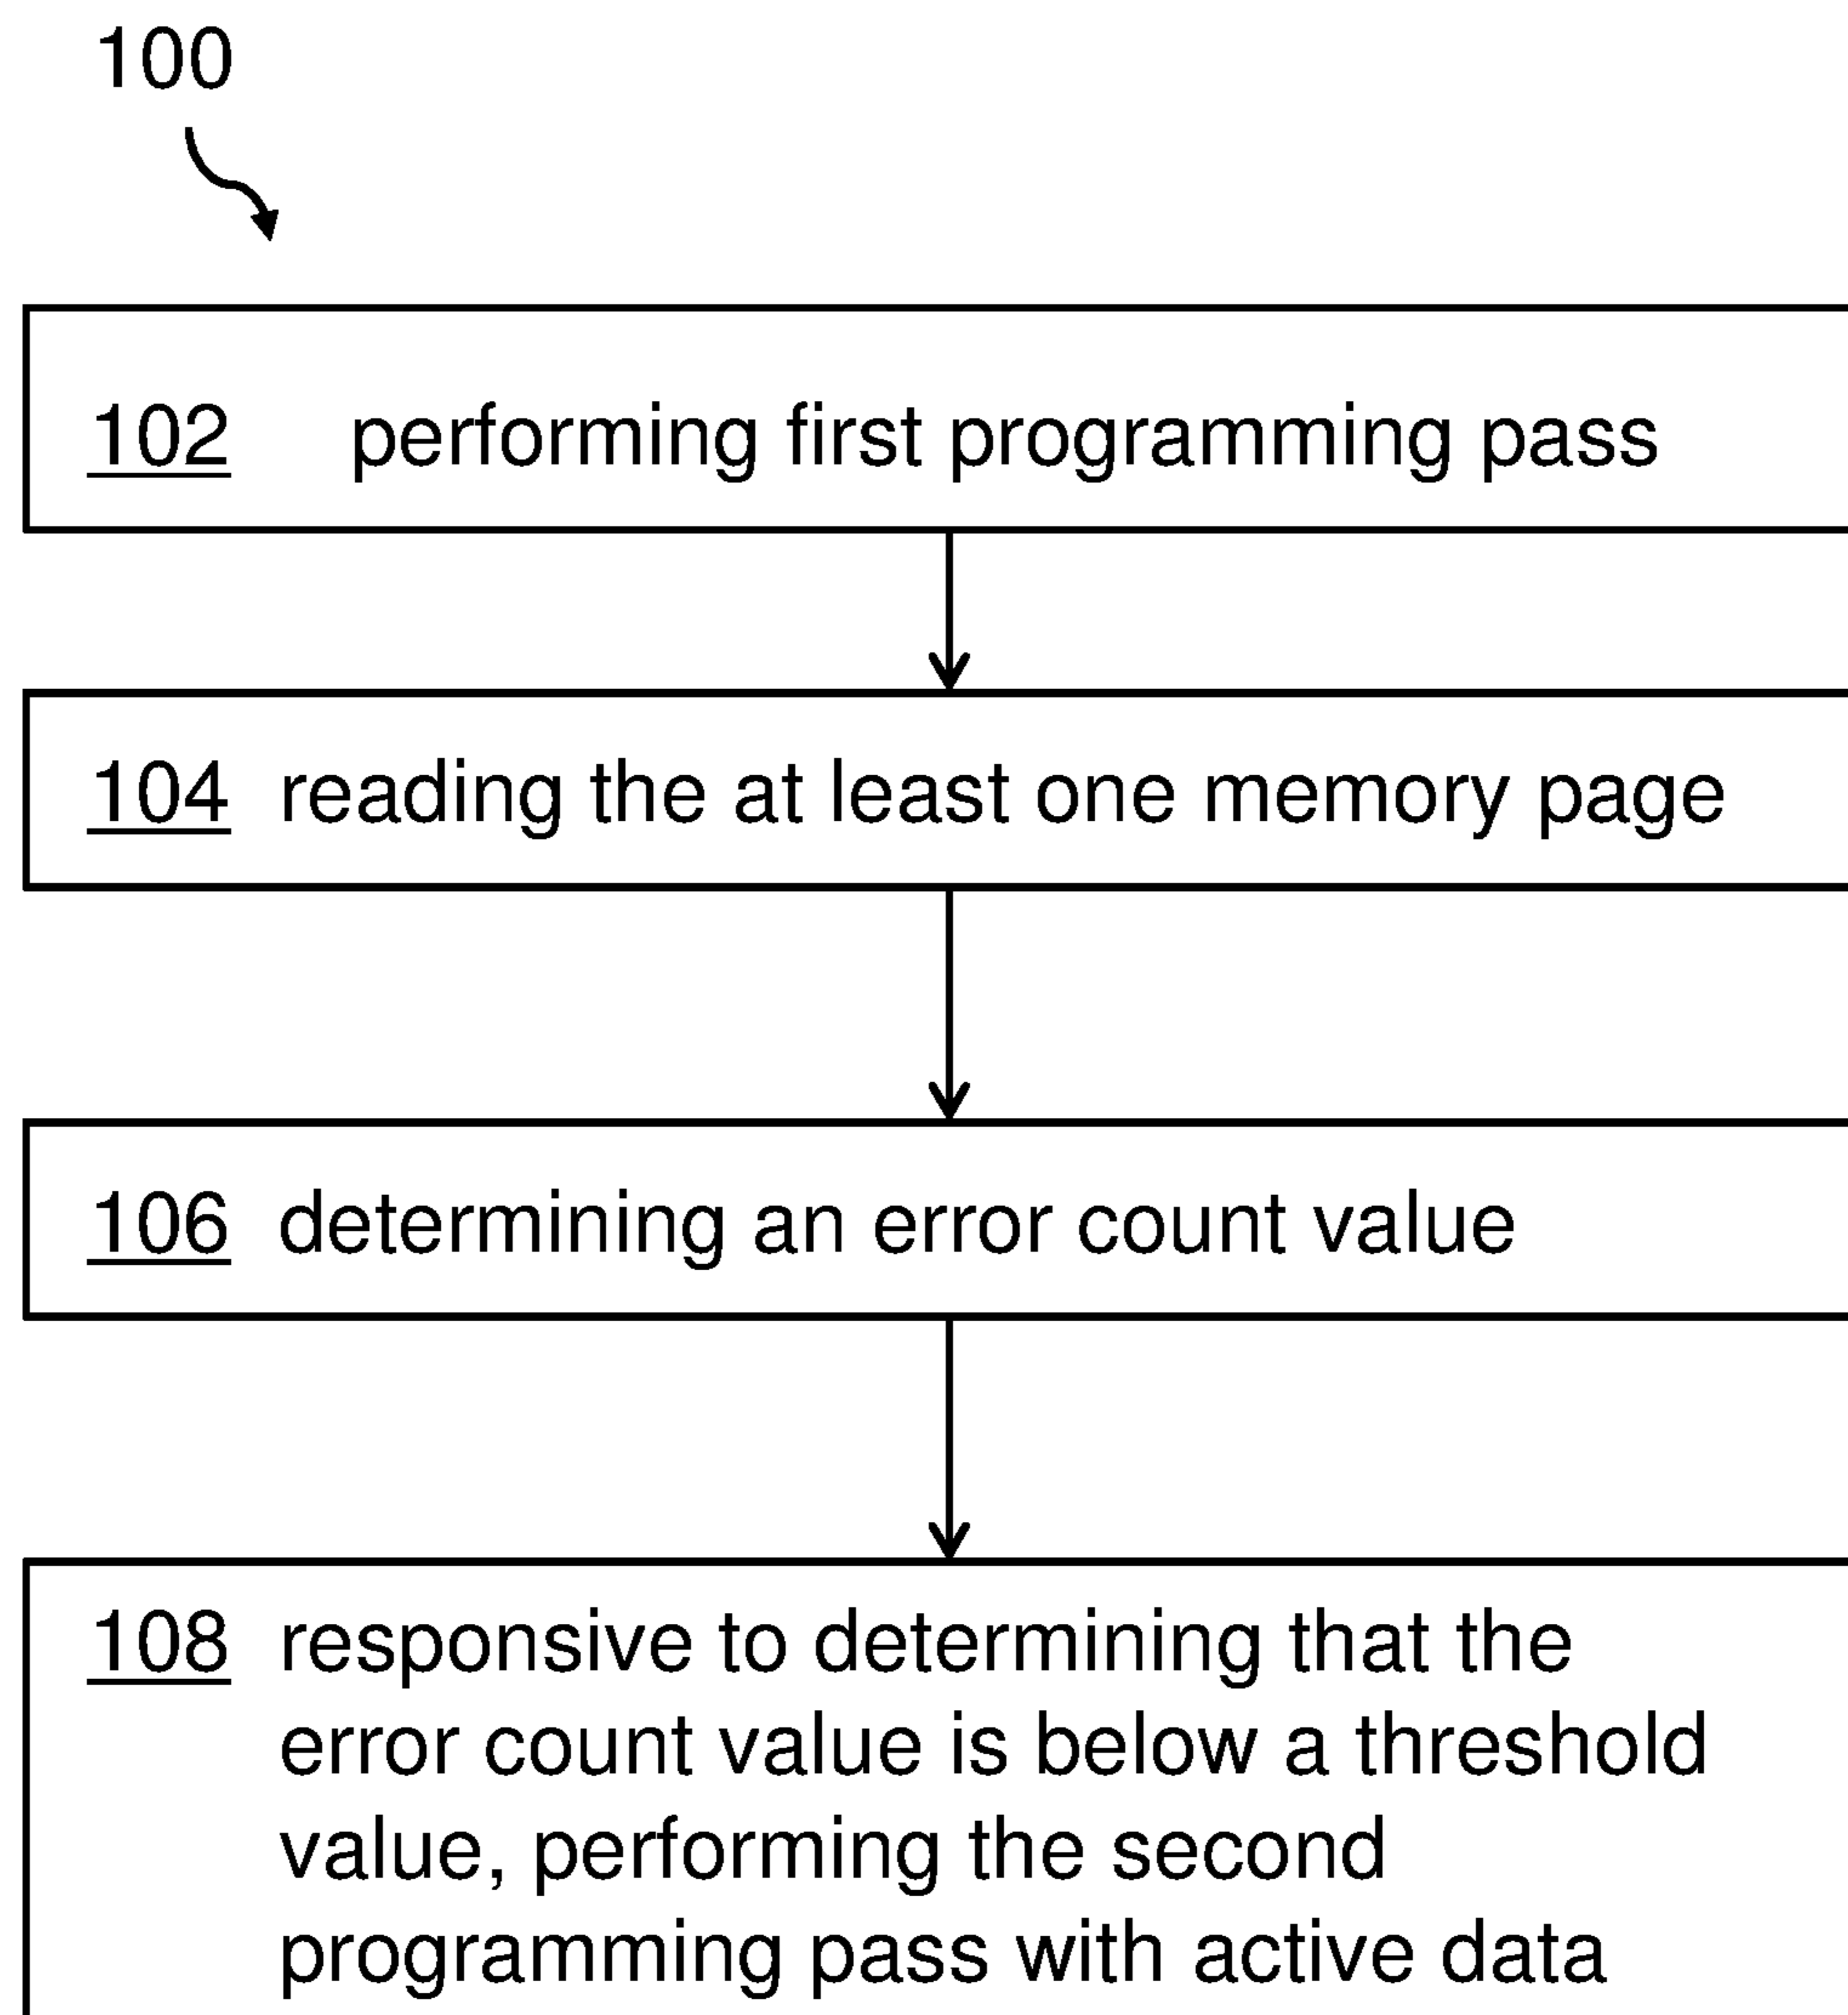 100
102 performing first programming pass
104 reading the at least one memory page
106 determining an error count value
108 responsive to determining that the
error count value is below a threshold
value, performing the second
programming pass with active data